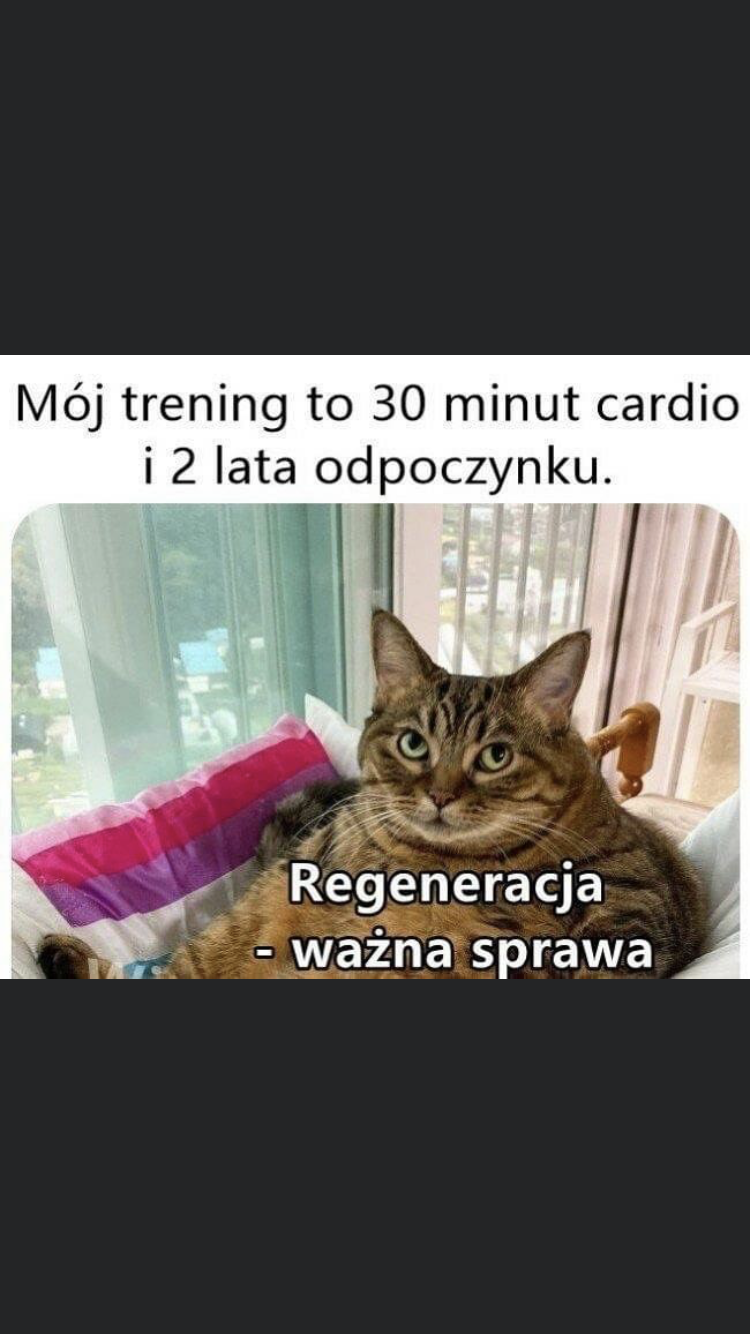 Mój trening to 30 minut cardio
i 2 lata odpoczynku.
Regeneracja
- ważna sprawa